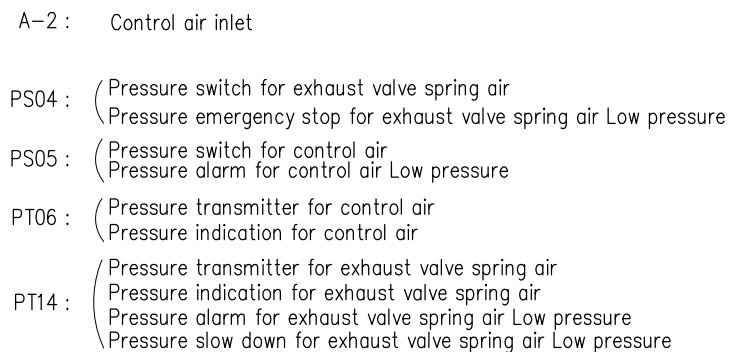 A-2 : Control air inlet
PS04 : Pressure switch for exhaust valve spring air
Pressure emergency stop for exhaust valve spring air Low pressure
PS05 : Pressure switch for control air
Pressure alarm for control air Low pressure
PT06 : Pressure transmitter for control air
Pressure indication for control air
Pressure transmitter for exhaust valve spring air
Pressure indication for exhaust valve spring air
PT14 : Pressure alarm for exhaust valve spring air Low pressure
Pressure slow down for exhaust valve spring air Low pressure